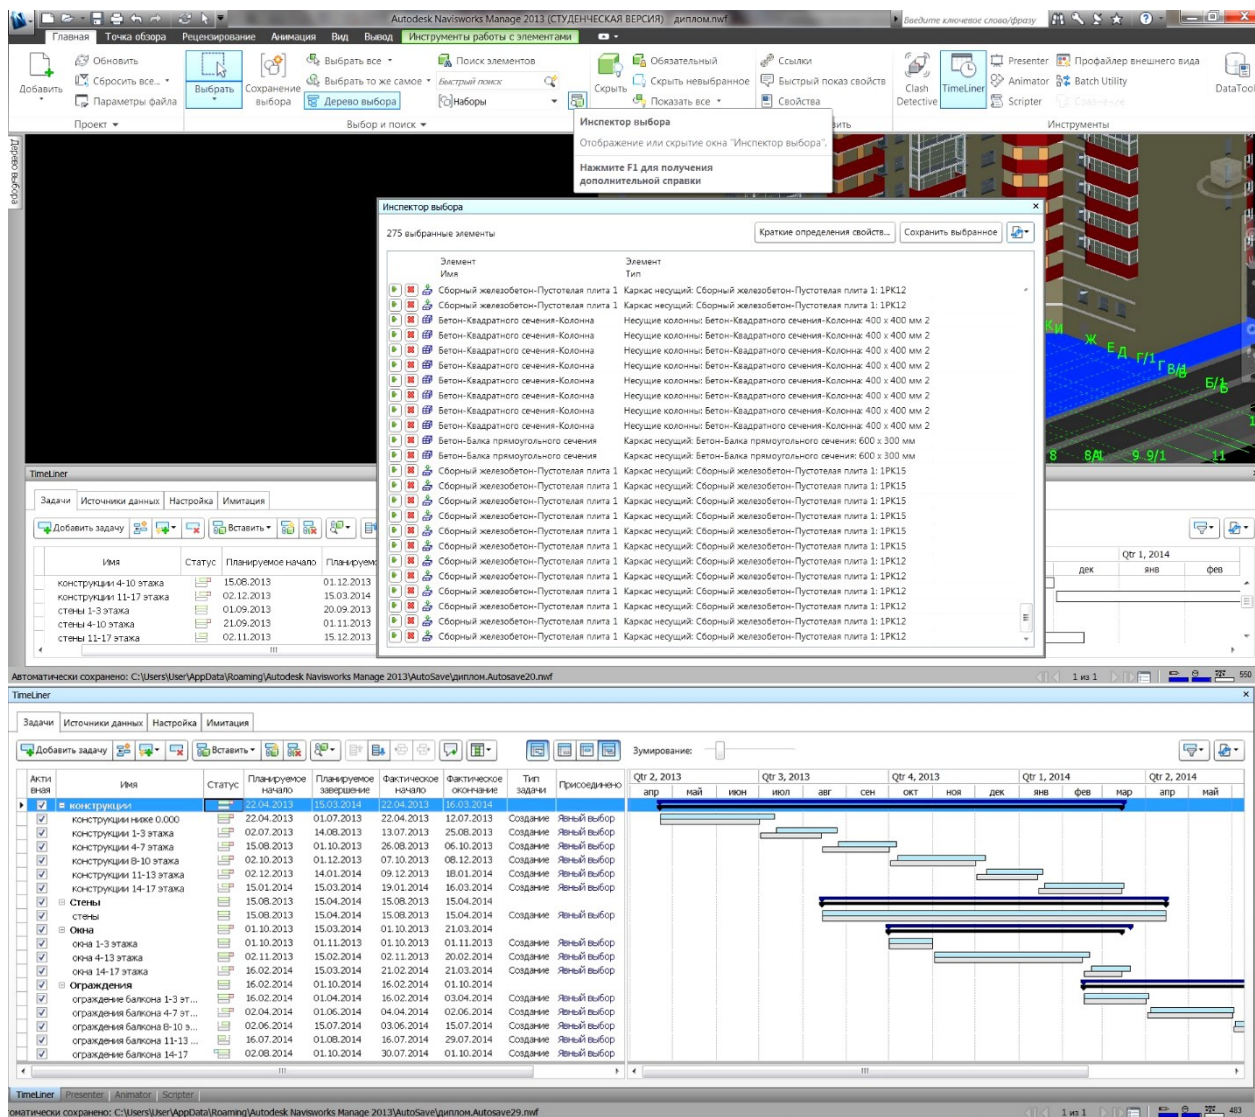 Autodesk Navisworks Manage 2013 (СТУДЕНЧЕСКАЯ ВЕРСИЯ) диплом.nwf
Введите ключевое слово/фразу
Главная Точка обзора Рецензирование Анимация Вид Вывод Инструменты работы с элементами
Добавить
Обновить
Сбросить все...
Параметры файла
Проект
Выбрать
Сохранение выбора
Выбрать все
Выбрать то же самое
Дерево выбора
Поиск элементов
Быстрый поиск
Наборы
Выбор и поиск
Скрыть
Обязательный
Скрыть невыбранное
Показать все
Ссылки
Быстрый показ свойств
Свойства
Clash Detective
TimeLiner
Presenter
Animator
Scripter
Профайлер внешнего вида
Batch Utility
DataTool
Инструменты
Инспектор выбора
Отображение или скрытие окна "Инспектор выбора".
Нажмите F1 для получения
дополнительной справки
Дерево выбора
Инспектор выбора
275 выбранные элементы
Краткие определения свойств...
Сохранить выбранное
Элемент Элемент
Имя Тип
Сборный железобетон-Пустотелая плита 1 Каркас несущий: Сборный железобетон-Пустотелая плита 1: 1РК12
Сборный железобетон-Пустотелая плита 1 Каркас несущий: Сборный железобетон-Пустотелая плита 1: 1РК12
Бетон-Квадратного сечения-Колонна Несущие колонны: Бетон-Квадратного сечения-Колонна: 400 x 400 мм 2
Бетон-Квадратного сечения-Колонна Несущие колонны: Бетон-Квадратного сечения-Колонна: 400 x 400 мм 2
Бетон-Квадратного сечения-Колонна Несущие колонны: Бетон-Квадратного сечения-Колонна: 400 x 400 мм 2
Бетон-Квадратного сечения-Колонна Несущие колонны: Бетон-Квадратного сечения-Колонна: 400 x 400 мм 2
Бетон-Квадратного сечения-Колонна Несущие колонны: Бетон-Квадратного сечения-Колонна: 400 x 400 мм 2
Бетон-Квадратного сечения-Колонна Несущие колонны: Бетон-Квадратного сечения-Колонна: 400 x 400 мм 2
Бетон-Квадратного сечения-Колонна Несущие колонны: Бетон-Квадратного сечения-Колонна: 400 x 400 мм 2
Бетон-Квадратного сечения-Колонна Несущие колонны: Бетон-Квадратного сечения-Колонна: 400 x 400 мм 2
Бетон-Балка прямоугольного сечения Каркас несущий: Бетон-Балка прямоугольного сечения: 600 x 300 мм
Бетон-Балка прямоугольного сечения Каркас несущий: Бетон-Балка прямоугольного сечения: 600 x 300 мм
Сборный железобетон-Пустотелая плита 1 Каркас несущий: Сборный железобетон-Пустотелая плита 1: 1РК15
Сборный железобетон-Пустотелая плита 1 Каркас несущий: Сборный железобетон-Пустотелая плита 1: 1РК15
Сборный железобетон-Пустотелая плита 1 Каркас несущий: Сборный железобетон-Пустотелая плита 1: 1РК15
Сборный железобетон-Пустотелая плита 1 Каркас несущий: Сборный железобетон-Пустотелая плита 1: 1РК15
Сборный железобетон-Пустотелая плита 1 Каркас несущий: Сборный железобетон-Пустотелая плита 1: 1РК15
Сборный железобетон-Пустотелая плита 1 Каркас несущий: Сборный железобетон-Пустотелая плита 1: 1РК15
Сборный железобетон-Пустотелая плита 1 Каркас несущий: Сборный железобетон-Пустотелая плита 1: 1РК12
Сборный железобетон-Пустотелая плита 1 Каркас несущий: Сборный железобетон-Пустотелая плита 1: 1РК12
Сборный железобетон-Пустотелая плита 1 Каркас несущий: Сборный железобетон-Пустотелая плита 1: 1РК12
Сборный железобетон-Пустотелая плита 1 Каркас несущий: Сборный железобетон-Пустотелая плита 1: 1РК12
Сборный железобетон-Пустотелая плита 1 Каркас несущий: Сборный железобетон-Пустотелая плита 1: 1РК12
Сборный железобетон-Пустотелая плита 1 Каркас несущий: Сборный железобетон-Пустотелая плита 1: 1РК12
КИ Ж Е Д Г/1 Г В/1 Б/1 Б
8 8/1 9 9/1 11
TimeLiner
Задачи Источники данных Настройка Имитация
Добавить задачу Вставить
Имя Статус Планируемое начало
Qtr 1, 2014
дек янв фев
конструкции 4-10 этажа 15.08.2013 01.12.2013
конструкции 11-17 этажа 02.12.2013 15.03.2014
стены 1-3 этажа 01.09.2013 20.09.2013
стены 4-10 этажа 21.09.2013 01.11.2013
стены 11-17 этажа 02.11.2013 15.12.2013
Автоматически сохранено: C:\Users\User\AppData\Roaming\Autodesk Navisworks Manage 2013\AutoSave\диплом.Autosave20.nwf 1 из 1 550
TimeLiner
Задачи Источники данных Настройка Имитация
Добавить задачу Вставить Зумирование:
Активная Имя Статус Планируемое начало Планируемое завершение Фактическое начало Фактическое окончание Тип задачи Присоединено
Qtr 2, 2013 Qtr 3, 2013 Qtr 4, 2013 Qtr 1, 2014 Qtr 2, 2014
апр май июн июл авг сен окт ноя дек янв фев мар апр май
конструкции 22.04.2013 15.03.2014 22.04.2013 16.03.2014
конструкции ниже 0.000 22.04.2013 01.07.2013 22.04.2013 12.07.2013 Создание Явный выбор
конструкции 1-3 этажа 02.07.2013 14.08.2013 13.07.2013 25.08.2013 Создание Явный выбор
конструкции 4-7 этажа 15.08.2013 01.10.2013 26.08.2013 06.10.2013 Создание Явный выбор
конструкции 8-10 этажа 02.10.2013 01.12.2013 07.10.2013 08.12.2013 Создание Явный выбор
конструкции 11-13 этажа 02.12.2013 14.01.2014 09.12.2013 18.01.2014 Создание Явный выбор
конструкции 14-17 этажа 15.01.2014 15.03.2014 19.01.2014 16.03.2014 Создание Явный выбор
Стены 15.08.2013 15.04.2014 15.08.2013 15.04.2014
стены 15.08.2013 15.04.2014 15.08.2013 15.04.2014 Создание Явный выбор
Окна 01.10.2013 15.03.2014 01.10.2013 21.03.2014
окна 1-3 этажа 01.10.2013 01.11.2013 01.10.2013 01.11.2013 Создание Явный выбор
окна 4-13 этажа 02.11.2013 15.02.2014 02.11.2013 20.02.2014 Создание Явный выбор
окна 14-17 этажа 16.02.2014 15.03.2014 21.02.2014 21.03.2014 Создание Явный выбор
Ограждения 16.02.2014 01.10.2014 16.02.2014 01.10.2014
ограждение балкона 1-3 эт... 16.02.2014 01.04.2014 16.02.2014 03.04.2014 Создание Явный выбор
ограждения балкона 4-7 эт... 02.04.2014 01.06.2014 04.04.2014 02.06.2014 Создание Явный выбор
ограждения балкона 8-10 э... 02.06.2014 15.07.2014 03.06.2014 15.07.2014 Создание Явный выбор
ограждения балкона 11-13 ... 16.07.2014 01.08.2014 16.07.2014 29.07.2014 Создание Явный выбор
ограждение балкона 14-17 02.08.2014 01.10.2014 30.07.2014 01.10.2014 Создание Явный выбор
TimeLiner Presenter Animator Scripter
оматически сохранено: C:\Users\User\AppData\Roaming\Autodesk Navisworks Manage 2013\AutoSave\диплом.Autosave29.nwf 1 из 1 483